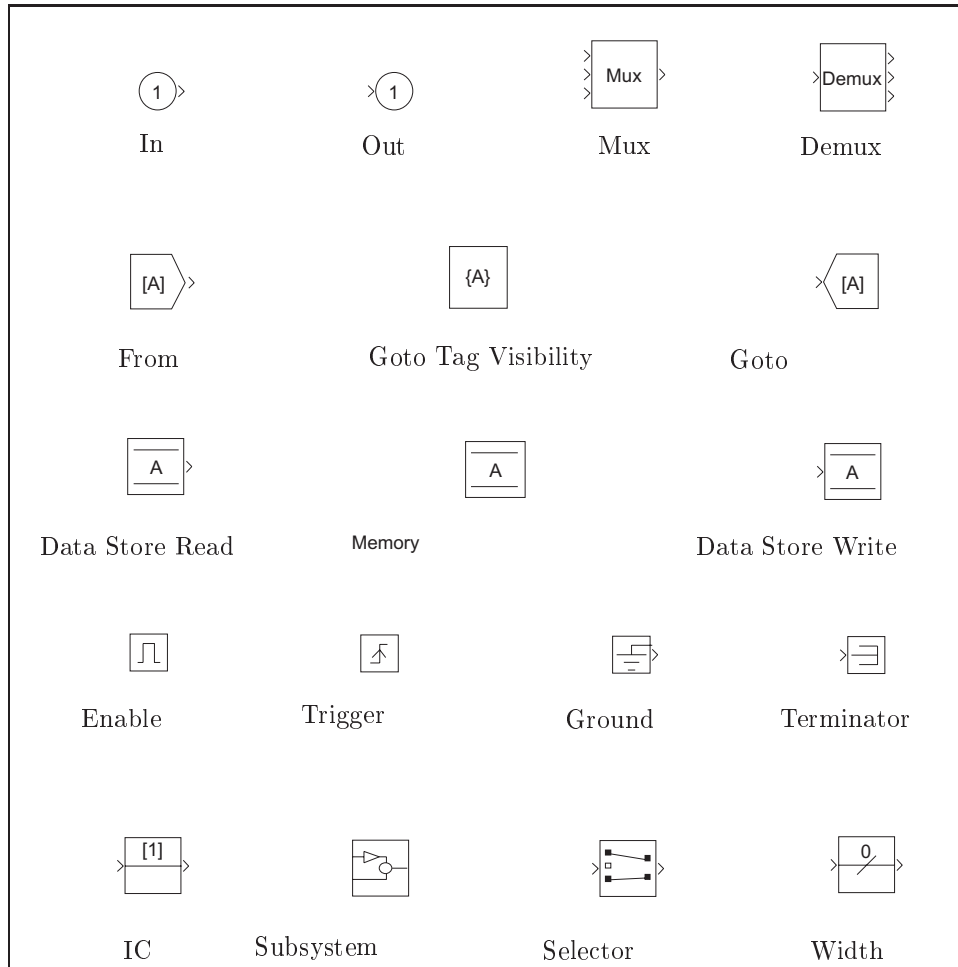 1 1 Mux Demux
In Out Mux Demux
[A] {A} [A]
From Goto Tag Visibility Goto
A A A
Data Store Read Memory Data Store Write
Enable Trigger Ground Terminator
[1] 0
IC Subsystem Selector Width